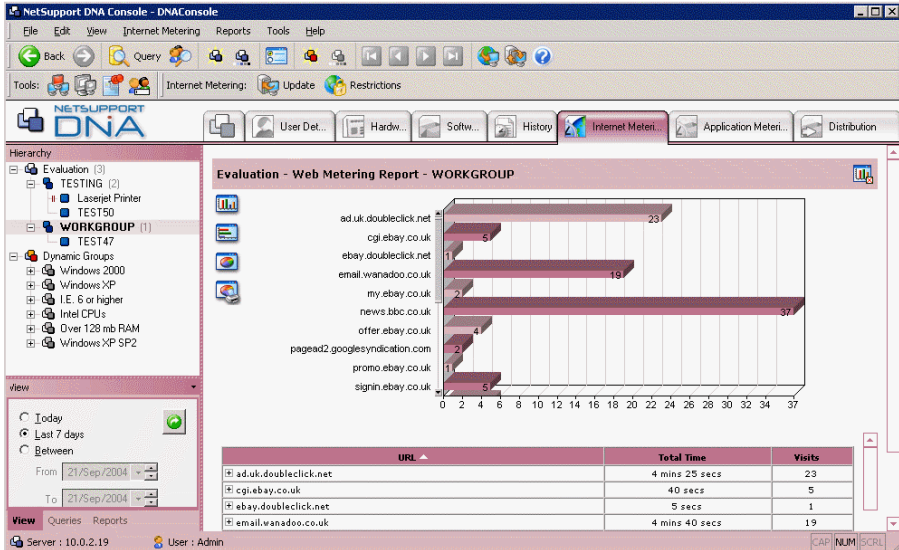 NetSupport DNA Console - DNAConsole
File Edit View Internet Metering Reports Tools Help
Back Query
Tools: Internet Metering: Update Restrictions
NETSUPPORT
DNA
User Det... Hardw... Softw... History Internet Meteri... Application Meteri... Distribution
Hierarchy
Evaluation (3)
TESTING (2)
Laserjet Printer
TEST50
WORKGROUP (1)
TEST47
Dynamic Groups
Windows 2000
Windows XP
I.E. 6 or higher
Intel CPUs
Over 128 mb RAM
Windows XP SP2
View
Today
Last 7 days
Between
From 21/Sep/2004
To 21/Sep/2004
View Queries Reports
Evaluation - Web Metering Report - WORKGROUP
ad.uk.doubleclick.net 23
cgi.ebay.co.uk 5
ebay.doubleclick.net 1
email.wanadoo.co.uk 19
my.ebay.co.uk 2
news.bbc.co.uk 37
offer.ebay.co.uk 4
pagead2.googlesyndication.com 2
promo.ebay.co.uk 1
signin.ebay.co.uk 5
0 2 4 6 8 10 12 14 16 18 20 22 24 26 28 30 32 34 37
URL Total Time Visits
ad.uk.doubleclick.net 4 mins 25 secs 23
cgi.ebay.co.uk 40 secs 5
ebay.doubleclick.net 5 secs 1
email.wanadoo.co.uk 4 mins 40 secs 19
Server : 10.0.2.19 User : Admin CAP NUM SCRL